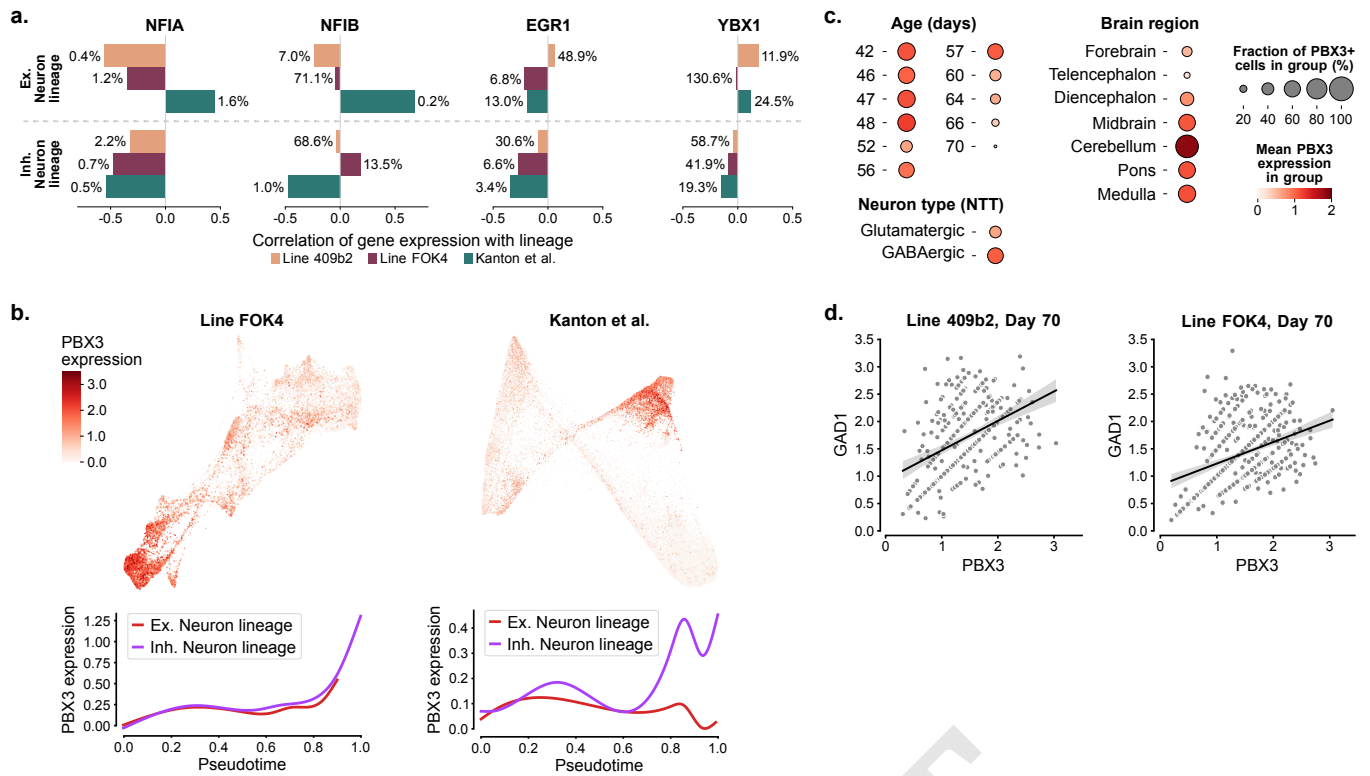 a.
NFIA
NFIB
EGR1
YBX1
Ex.
Neuron
lineage
0.4%
7.0%
48.9%
11.9%
1.2%
71.1%
6.8%
130.6%
1.6%
0.2%
13.0%
24.5%
Inh.
Neuron
lineage
2.2%
68.6%
30.6%
58.7%
0.7%
13.5%
6.6%
41.9%
0.5%
1.0%
3.4%
19.3%
-0.5 0.0 0.5
-0.5 0.0 0.5
-0.5 0.0 0.5
-0.5 0.0 0.5
Correlation of gene expression with lineage
Line 409b2 Line FOK4 Kanton et al.
c.
Age (days)
42 57
46 60
47 64
48 66
52 70
56
Neuron type (NTT)
Glutamatergic
GABAergic
Brain region
Forebrain
Telencephalon
Diencephalon
Midbrain
Cerebellum
Pons
Medulla
Fraction of PBX3+
cells in group (%)
20 40 60 80 100
Mean PBX3
expression
in group
0 1 2
b.
Line FOK4
Kanton et al.
PBX3
expression
3.0
2.0
1.0
0.0
PBX3 expression
1.25
1.00
0.75
0.50
0.25
0.00
Ex. Neuron lineage
Inh. Neuron lineage
0.0 0.2 0.4 0.6 0.8 1.0
Pseudotime
PBX3 expression
0.4
0.3
0.2
0.1
0.0
Ex. Neuron lineage
Inh. Neuron lineage
0.0 0.2 0.4 0.6 0.8 1.0
Pseudotime
d.
Line 409b2, Day 70
GAD1
3.5
3.0
2.5
2.0
1.5
1.0
0.5
0.0
0 1 2 3
PBX3
Line FOK4, Day 70
GAD1
3.5
3.0
2.5
2.0
1.5
1.0
0.5
0.0
0 1 2 3
PBX3